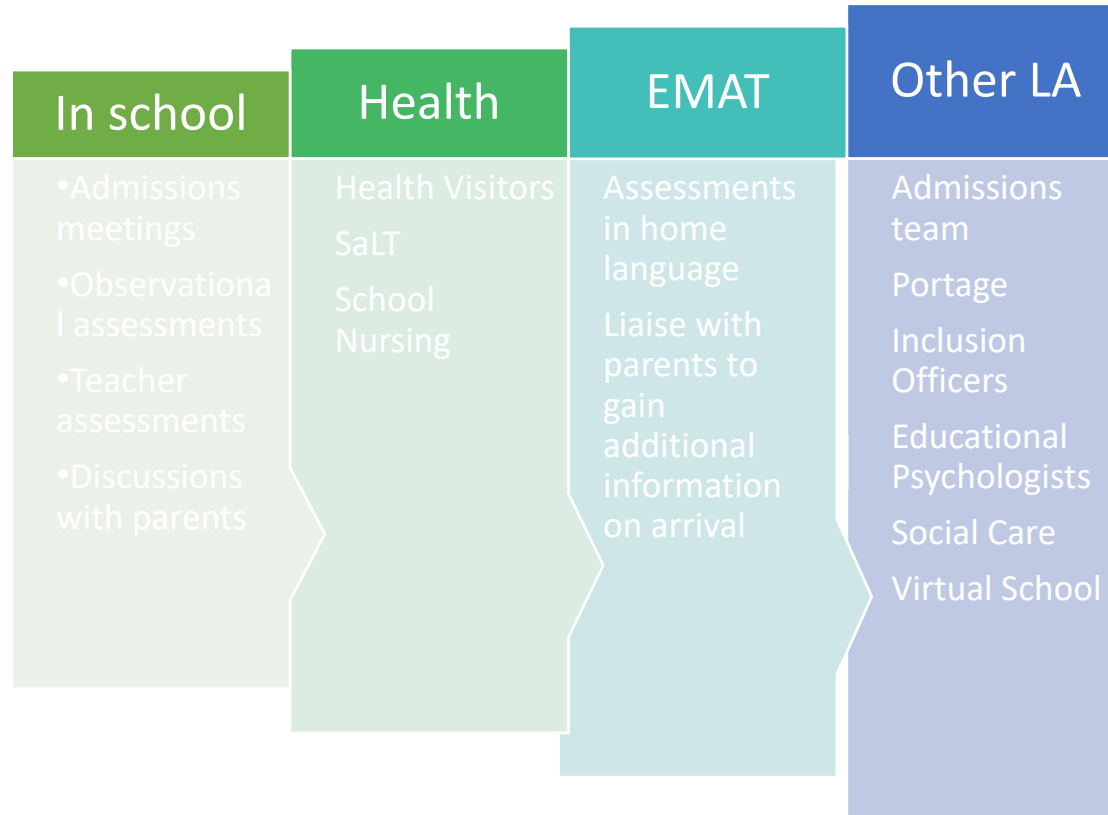 In school
•Admissions
meetings
•Observationa
l assessments
•Teacher
assessments
•Discussions
with parents
Health
Health Visitors
SaLT
School
Nursing
EMAT
Assessments
in home
language
Liaise with
parents to
gain
additional
information
on arrival
Other LA
Admissions
team
Portage
Inclusion
Officers
Educational
Psychologists
Social Care
Virtual School